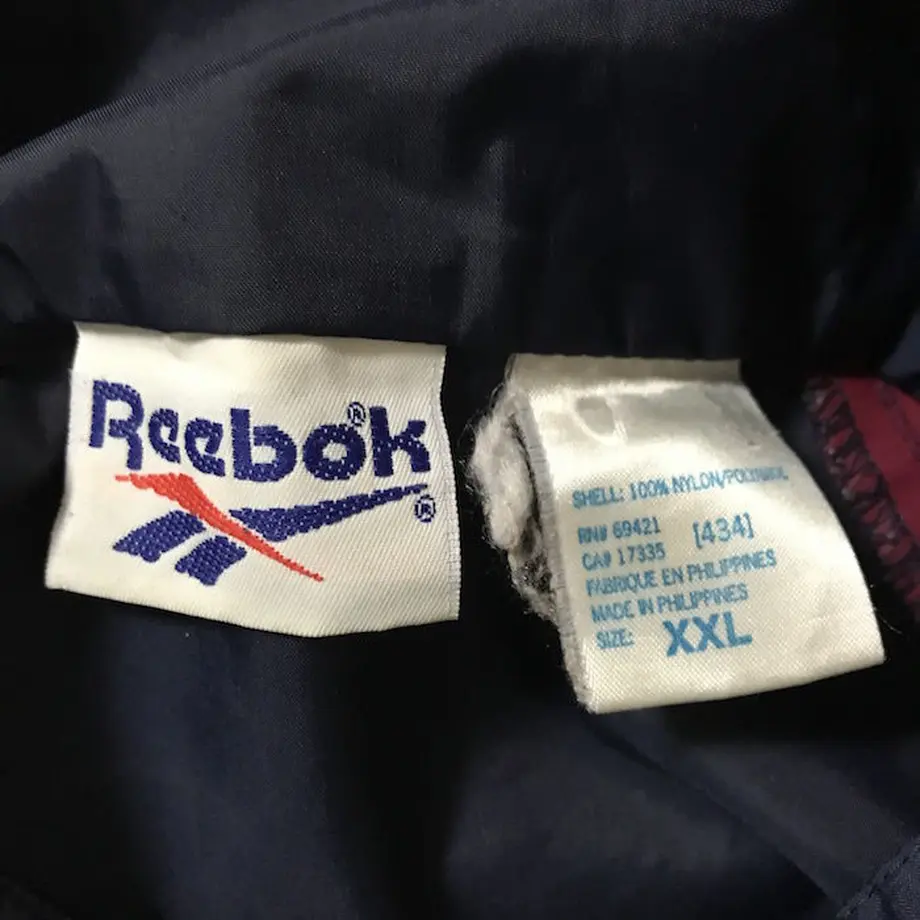 Reebok®
®
SHELL: 100% NYLON/POLYAMIDE
RN# 69421 [434]
CA# 17335
FABRIQUE EN PHILIPPINES
MADE IN PHILIPPINES
SIZE: XXL